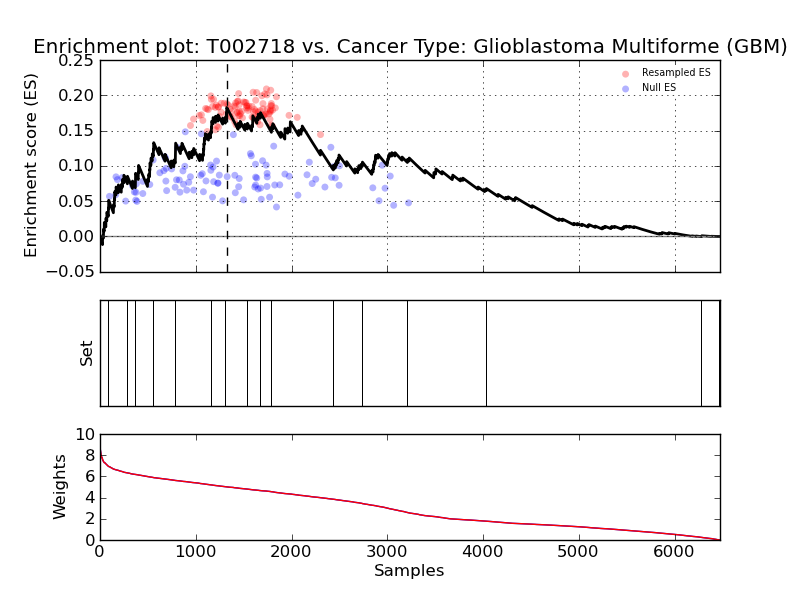 Enrichment plot: T002718 vs. Cancer Type: Glioblastoma Multiforme (GBM)
Enrichment score (ES)
0.25
0.20
0.15
0.10
0.05
0.00
−0.05
Resampled ES
Null ES
Set
Weights
10
8
6
4
2
0
0 1000 2000 3000 4000 5000 6000
Samples